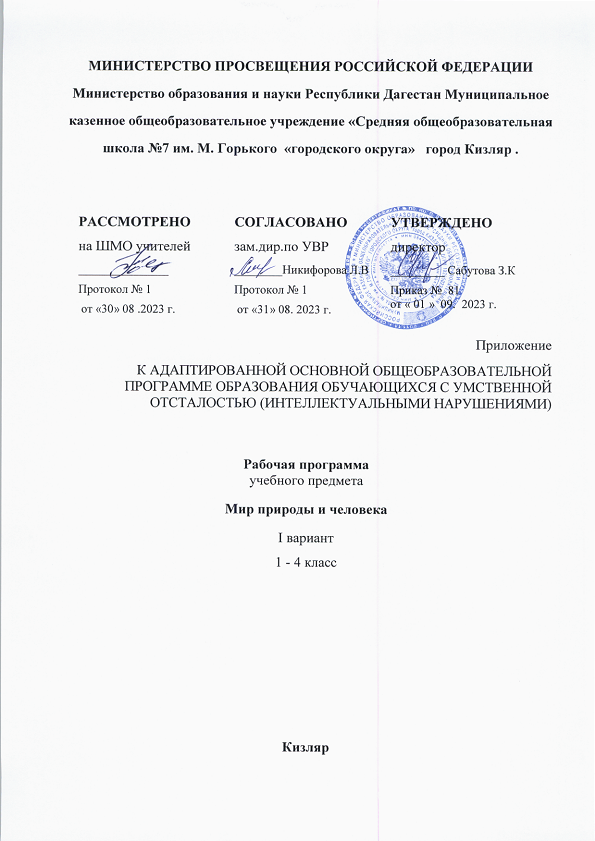 МИНИСТЕРСТВО ПРОСВЕЩЕНИЯ РОССИЙСКОЙ ФЕДЕРАЦИИ
Министерство образования и науки Республики Дагестан Муниципальное
казенное общеобразовательное учреждение «Средняя общеобразовательная
школа №7 им. М. Горького «городского округа» город Кизляр .
РАССМОТРЕНО СОГЛАСОВАНО УТВЕРЖДЕНО
на ШМО учителей зам.дир.по УВР директор
Никифорова Л.В Сабутова З.К
Протокол № 1 Протокол № 1 Приказ № 81
от «30» 08 .2023 г. от «31» 08. 2023 г. от « 01 » 09. 2023 г.
Приложение
К АДАПТИРОВАННОЙ ОСНОВНОЙ ОБЩЕОБРАЗОВАТЕЛЬНОЙ
ПРОГРАММЕ ОБРАЗОВАНИЯ ОБУЧАЮЩИХСЯ С УМСТВЕННОЙ
ОТСТАЛОСТЬЮ (ИНТЕЛЛЕКТУАЛЬНЫМИ НАРУШЕНИЯМИ)
Рабочая программа
учебного предмета
Мир природы и человека
I вариант
1 - 4 класс
Кизляр